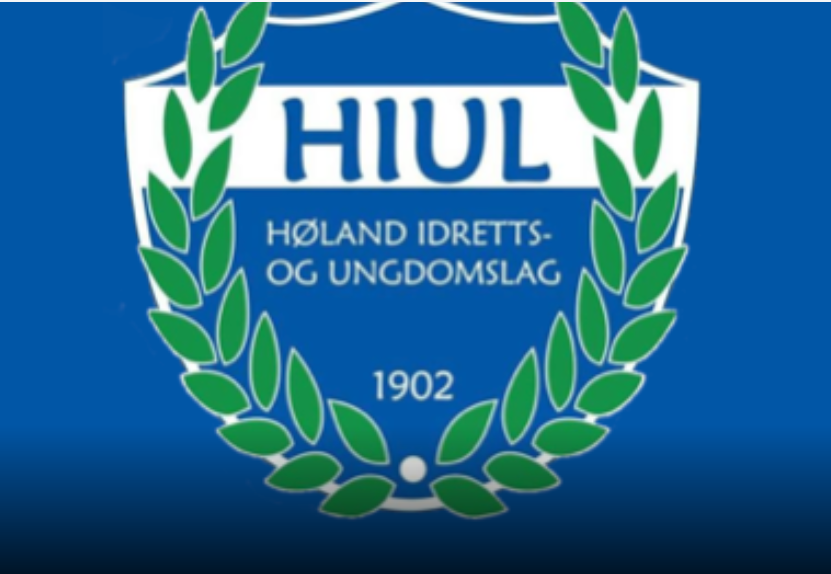 HIUL
HØLAND IDRETTS-
OG UNGDOMSLAG
1902